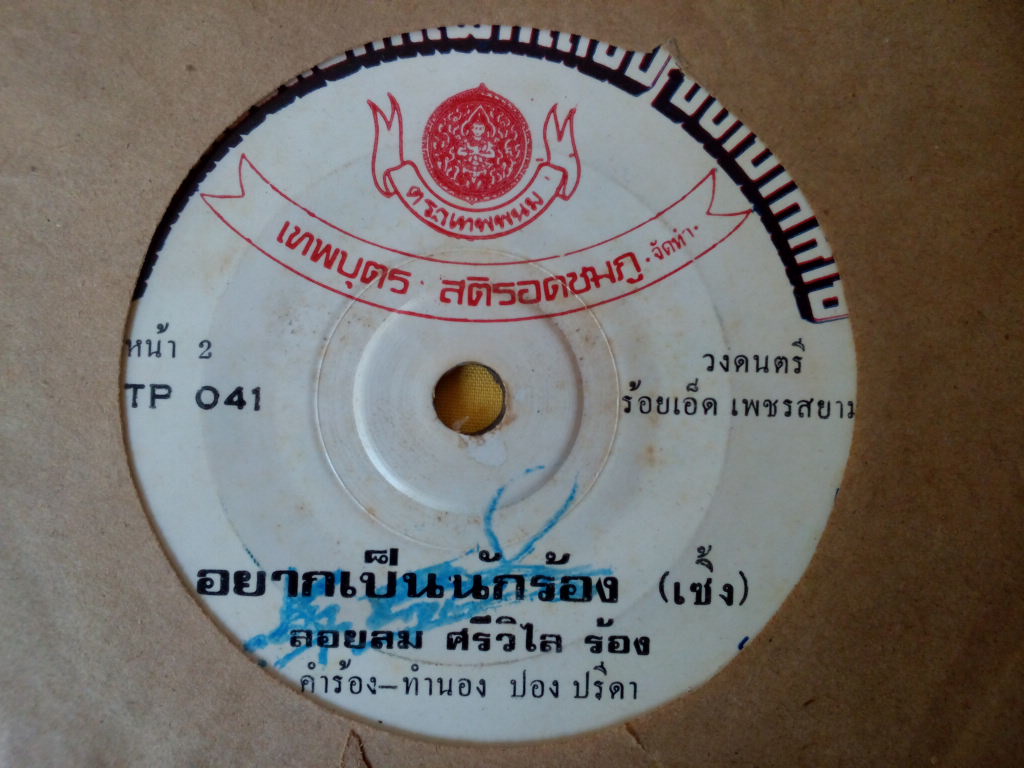 ตราเทพพนม
เทพบุตร สติรอดชมภู จัดทำ
หน้า 2
TP 041
วงดนตรี
ร้อยเอ็ด เพชรสยาม
อยากเป็นนักร้อง (เซิ้ง)
ลอยลม ศรีวิไล ร้อง
คำร้อง–ทำนอง ปอง ปรีดา